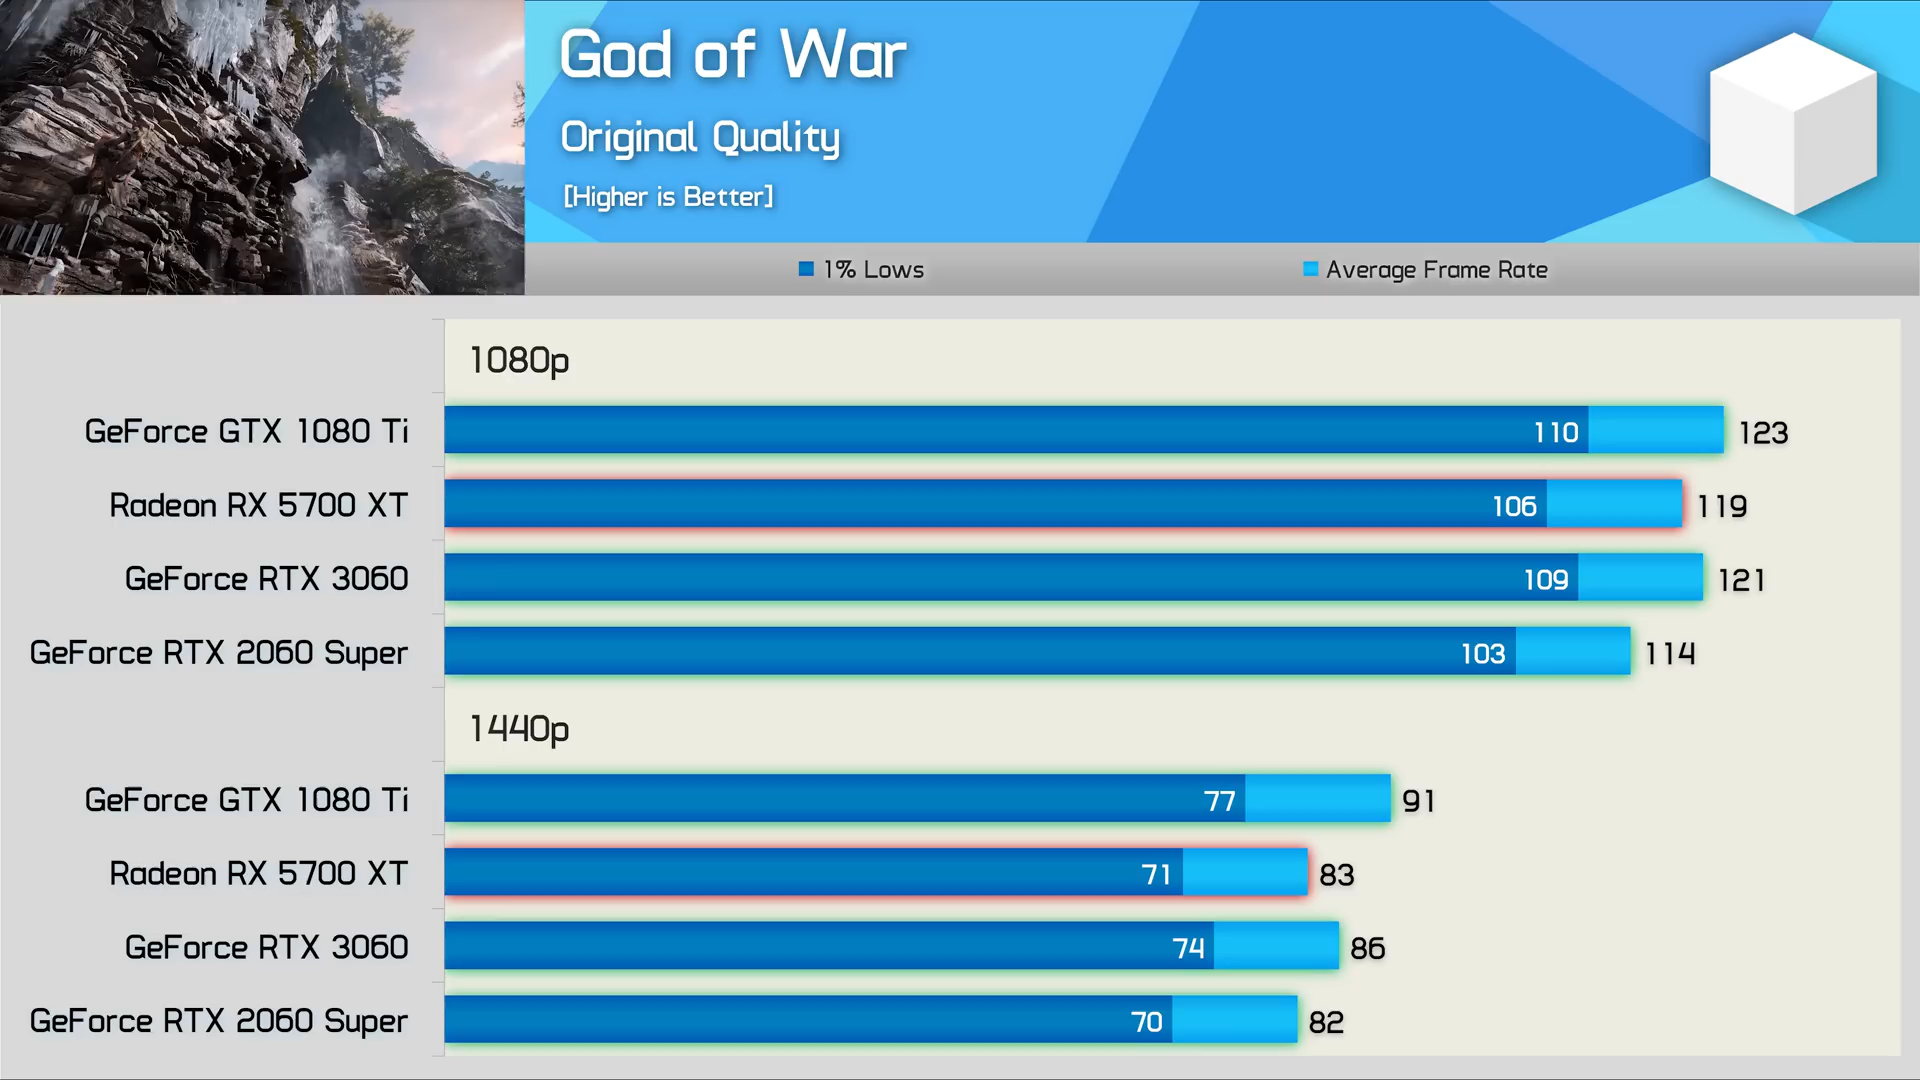 God of War
Original Quality
[Higher is Better]
1% Lows
Average Frame Rate
1080p
GeForce GTX 1080 Ti 110 123
Radeon RX 5700 XT 106 119
GeForce RTX 3060 109 121
GeForce RTX 2060 Super 103 114
1440p
GeForce GTX 1080 Ti 77 91
Radeon RX 5700 XT 71 83
GeForce RTX 3060 74 86
GeForce RTX 2060 Super 70 82